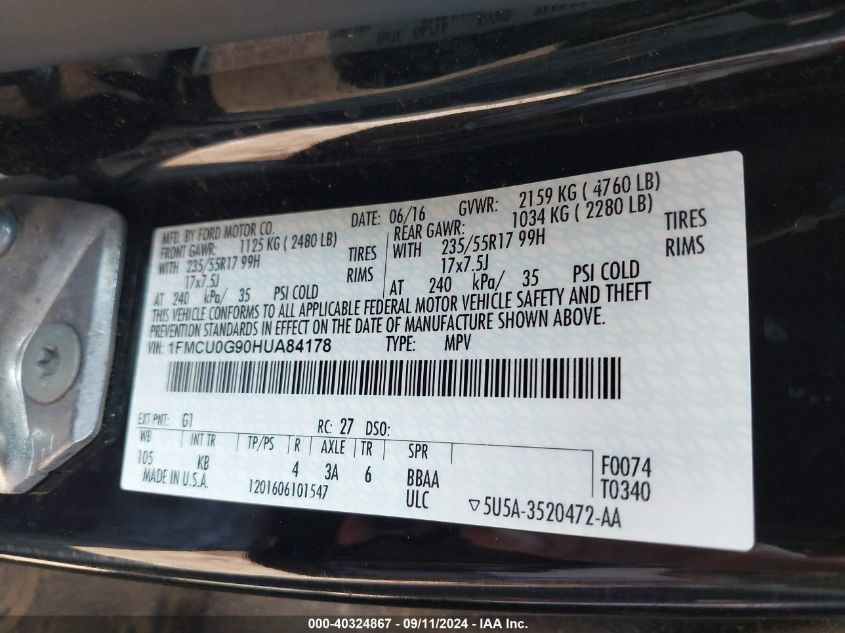 MFD. BY FORD MOTOR CO.
DATE: 06/16 GVWR: 2159 KG ( 4760 LB)
FRONT GAWR: 1125 KG ( 2480 LB)
REAR GAWR: 1034 KG ( 2280 LB)
WITH 235/55R17 99H TIRES
WITH 235/55R17 99H TIRES
17x7.5J RIMS
17x7.5J RIMS
AT 240 kPa/ 35 PSI COLD
AT 240 kPa/ 35 PSI COLD
THIS VEHICLE CONFORMS TO ALL APPLICABLE FEDERAL MOTOR VEHICLE SAFETY AND THEFT
PREVENTION STANDARDS IN EFFECT ON THE DATE OF MANUFACTURE SHOWN ABOVE.
VIN: 1FMCU0G90HUA84178 TYPE: MPV
EXT PNT: G1 RC: 27 DSO:
WB INT TR TP/PS R AXLE TR SPR
105 KB 4 3A 6 BBAA F0074
MADE IN U.S.A. 1201606101547 ULC T0340
▽5U5A-3520472-AA
000-40324867 - 09/11/2024 - IAA Inc.